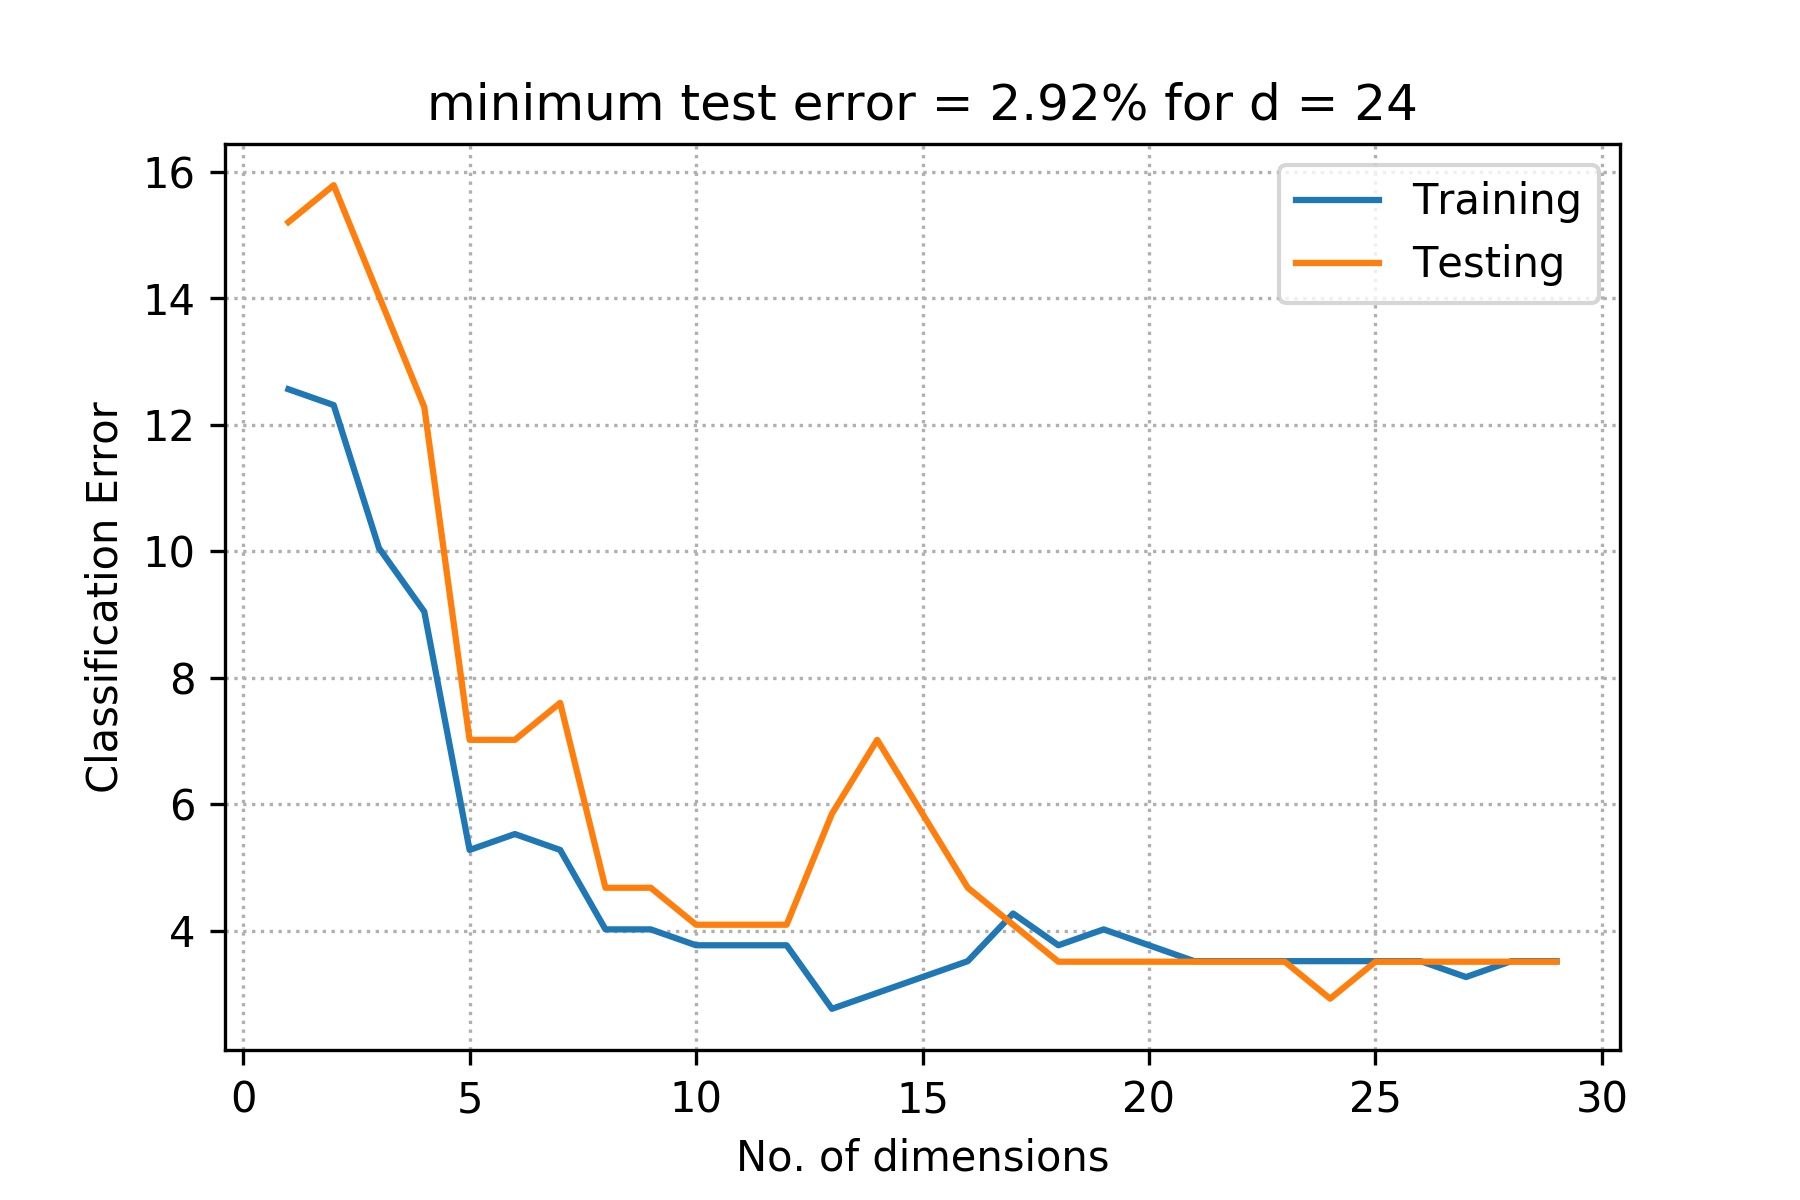 minimum test error = 2.92% for d = 24
16
14
12
10
8
6
4
Classification Error
Training
Testing
0 5 10 15 20 25 30
No. of dimensions